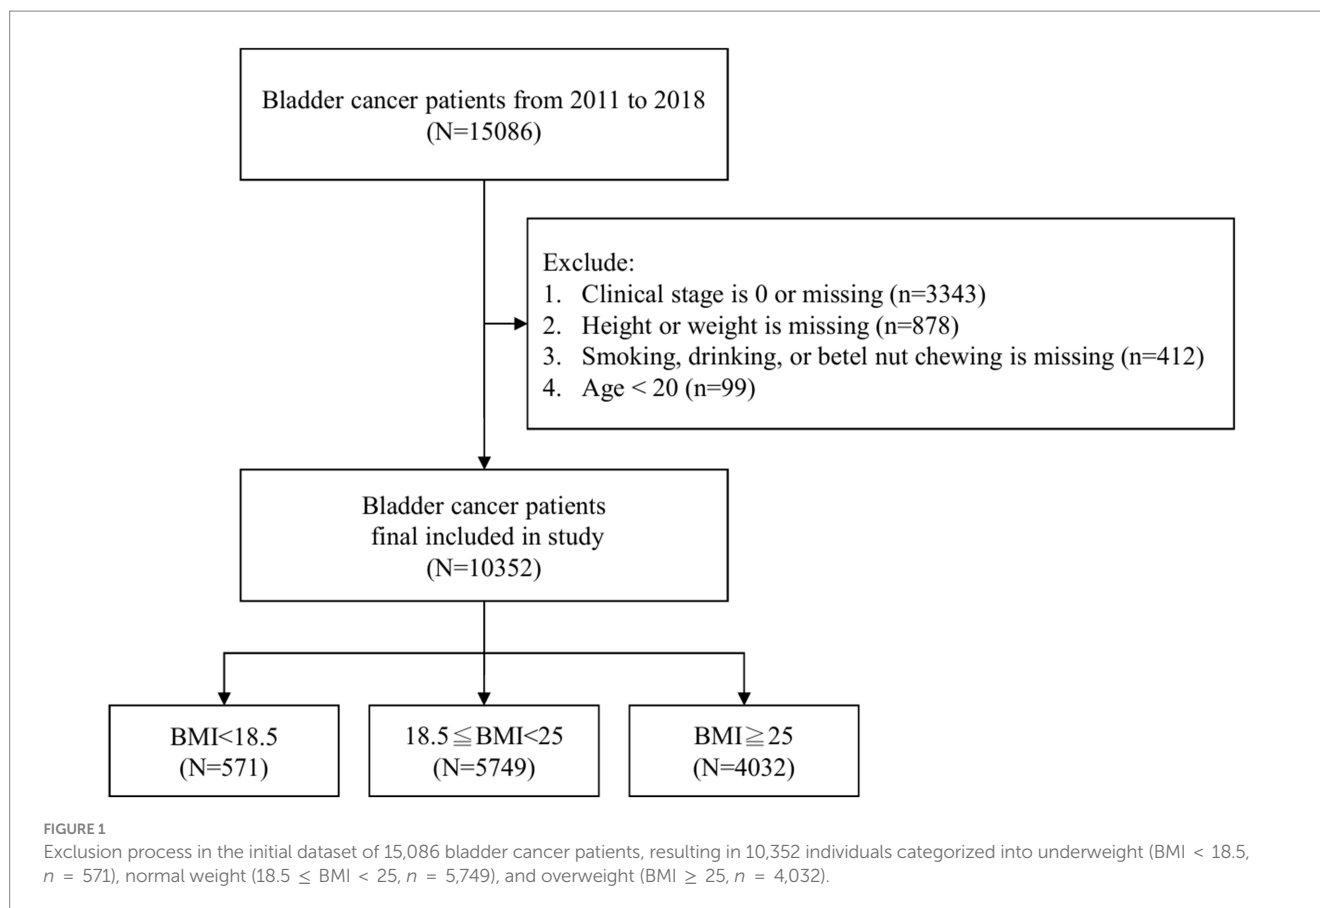 Bladder cancer patients from 2011 to 2018
(N=15086)
Exclude:
1. Clinical stage is 0 or missing (n=3343)
2. Height or weight is missing (n=878)
3. Smoking, drinking, or betel nut chewing is missing (n=412)
4. Age < 20 (n=99)
Bladder cancer patients
final included in study
(N=10352)
BMI<18.5
(N=571)
18.5≦BMI<25
(N=5749)
BMI≧25
(N=4032)
FIGURE 1
Exclusion process in the initial dataset of 15,086 bladder cancer patients, resulting in 10,352 individuals categorized into underweight (BMI < 18.5,
n = 571), normal weight (18.5 ≤ BMI < 25, n = 5,749), and overweight (BMI ≥ 25, n = 4,032).